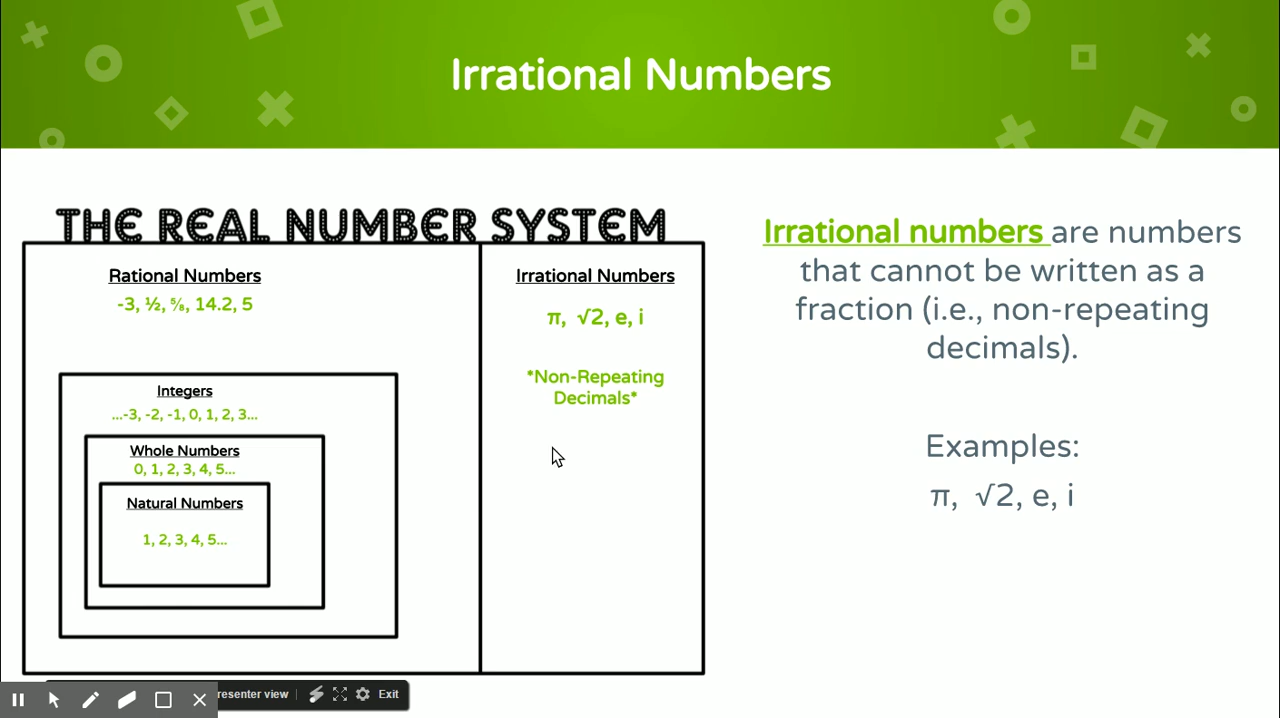 Irrational Numbers
THE REAL NUMBER SYSTEM
Rational Numbers
-3, ½, ⅝, 14.2, 5
Integers
...-3, -2, -1, 0, 1, 2, 3...
Whole Numbers
0, 1, 2, 3, 4, 5...
Natural Numbers
1, 2, 3, 4, 5...
Irrational Numbers
π, √2, e, i
*Non-Repeating
Decimals*
Irrational numbers are numbers
that cannot be written as a
fraction (i.e., non-repeating
decimals).
Examples:
π, √2, e, i
resenter view
Exit